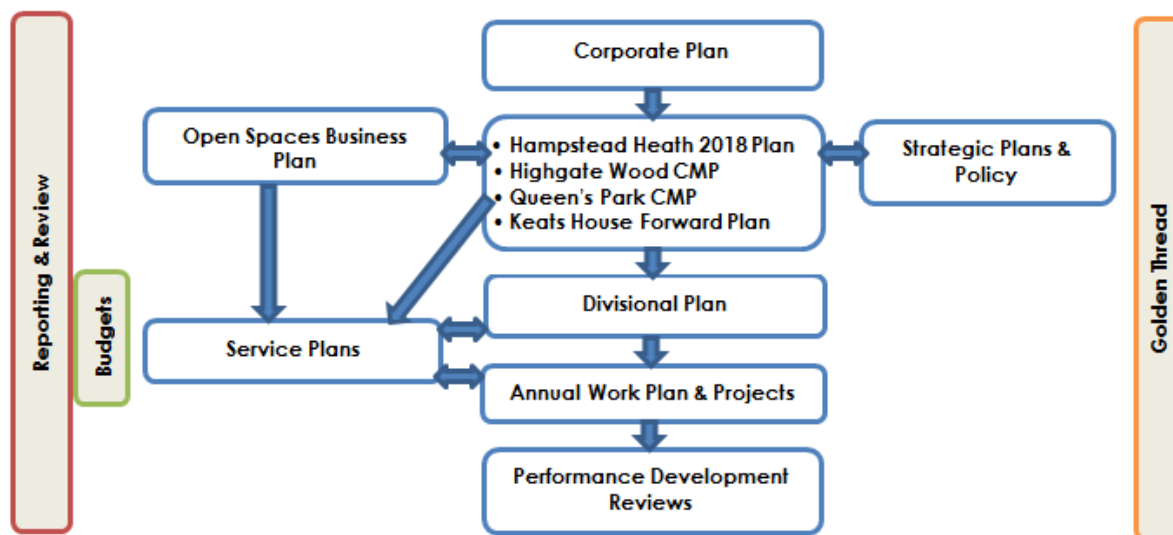 Reporting & Review
Budgets
Corporate Plan
Open Spaces Business
Plan
• Hampstead Heath 2018 Plan
• Highgate Wood CMP
• Queen's Park CMP
• Keats House Forward Plan
Strategic Plans &
Policy
Divisional Plan
Service Plans
Annual Work Plan & Projects
Performance Development
Reviews
Golden Thread